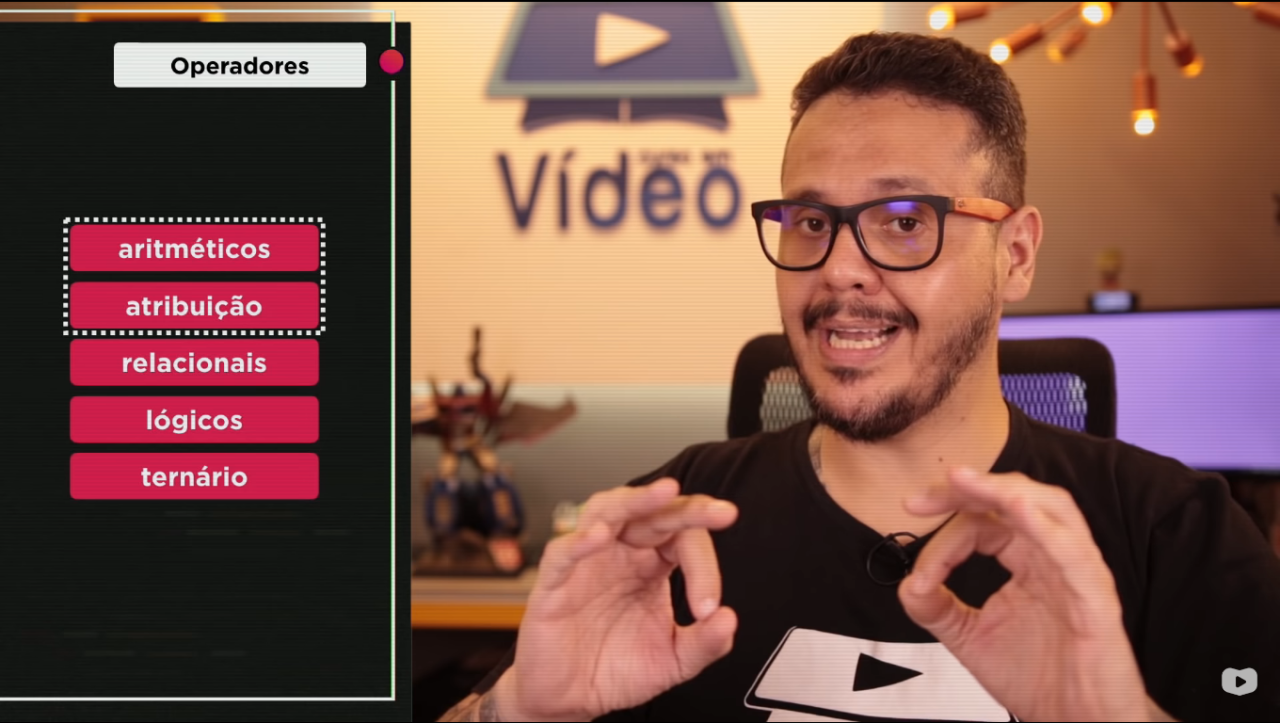 Operadores
aritméticos
atribuição
relacionais
lógicos
ternário
Vídeo